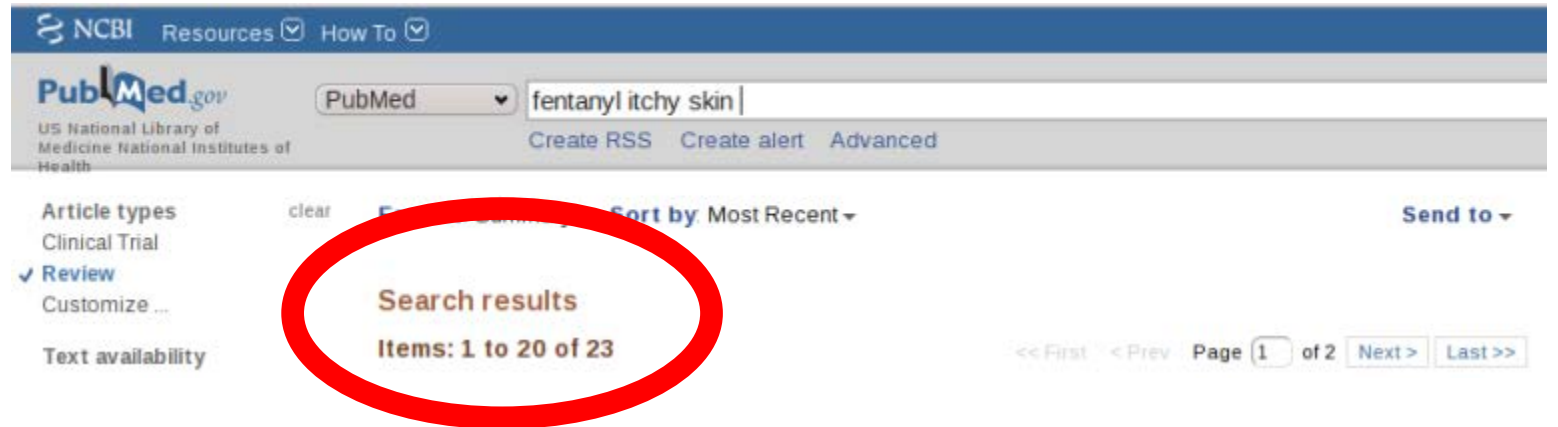 NCBI Resources How To
PubMed.gov
US National Library of
Medicine National Institutes of
Health
PubMed
fentanyl itchy skin
Create RSS Create alert Advanced
Article types clear
Clinical Trial
Review
Customize ...
Text availability
Sort by: Most Recent
Send to
Search results
Items: 1 to 20 of 23
<< First < Prev Page 1 of 2 Next > Last >>